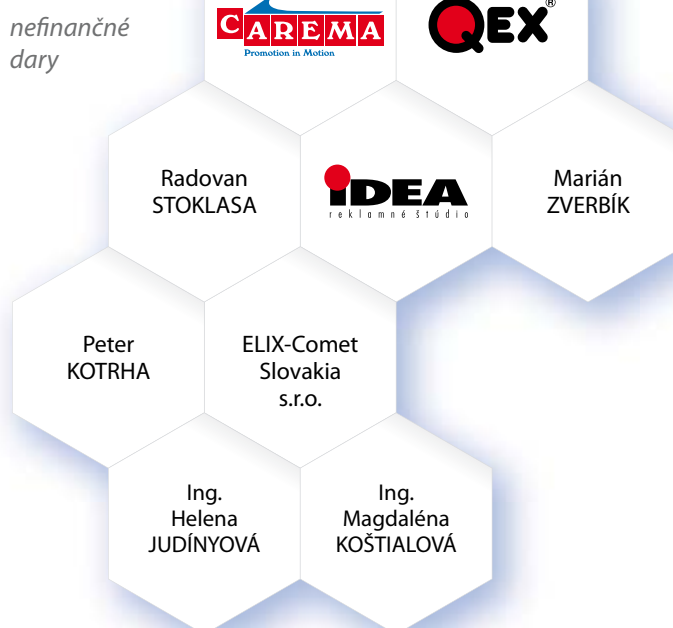 nefinančné
dary
CAREMA
Promotion in Motion
QEX®
Radovan
STOKLASA
IDEA
reklamné štúdio
Marián
ZVERBÍK
Peter
KOTRHA
ELIX-Comet
Slovakia
s.r.o.
Ing.
Helena
JUDÍNYOVÁ
Ing.
Magdaléna
KOŠTIALOVÁ